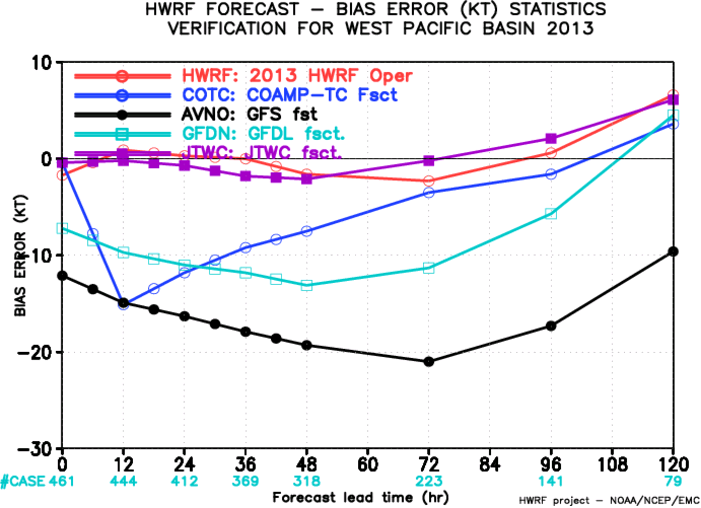 HWRF FORECAST – BIAS ERROR (KT) STATISTICS
VERIFICATION FOR WEST PACIFIC BASIN 2013
HWRF: 2013 HWRF Oper
COTC: COAMP–TC Fsct
AVNO: GFS fst
GFDN: GFDL fsct.
JTWC: JTWC fsct.
10
0
-10
-20
-30
BIAS ERROR (KT)
0 12 24 36 48 60 72 84 96 108 120
#CASE 461 444 412 369 318 223 141 79
Forecast lead time (hr)
HWRF project – NOAA/NCEP/EMC